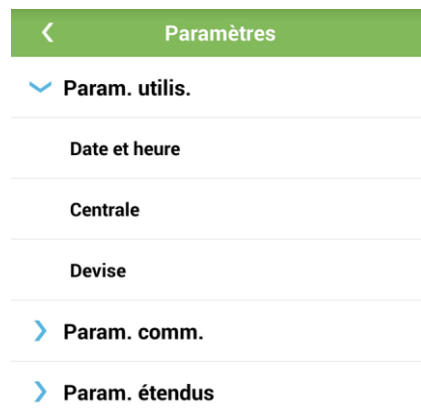 Paramètres
Param. utilis.
Date et heure
Centrale
Devise
Param. comm.
Param. étendus